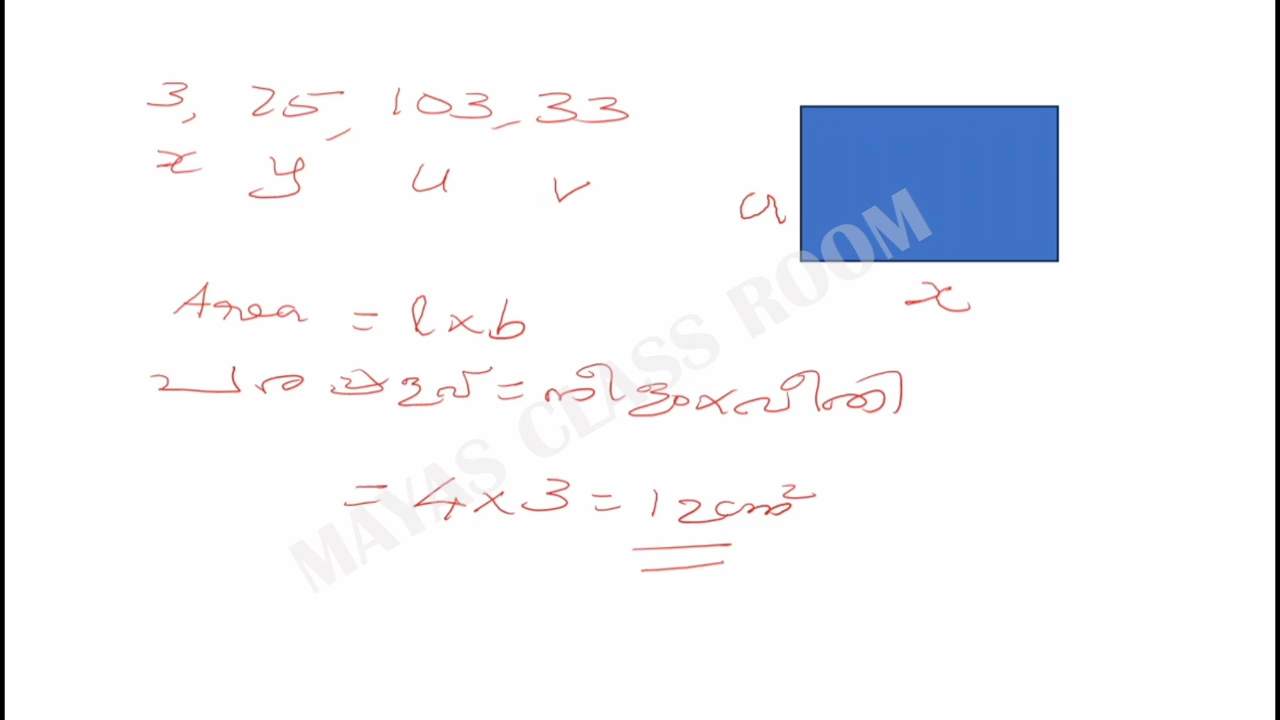 3, 25, 103, 33
x y u v
a
x
Area = l x b
പരപ്പളവ് = നീളം x വീതി
= 4 x 3 = 12cm²
MAYAS CLASS ROOM